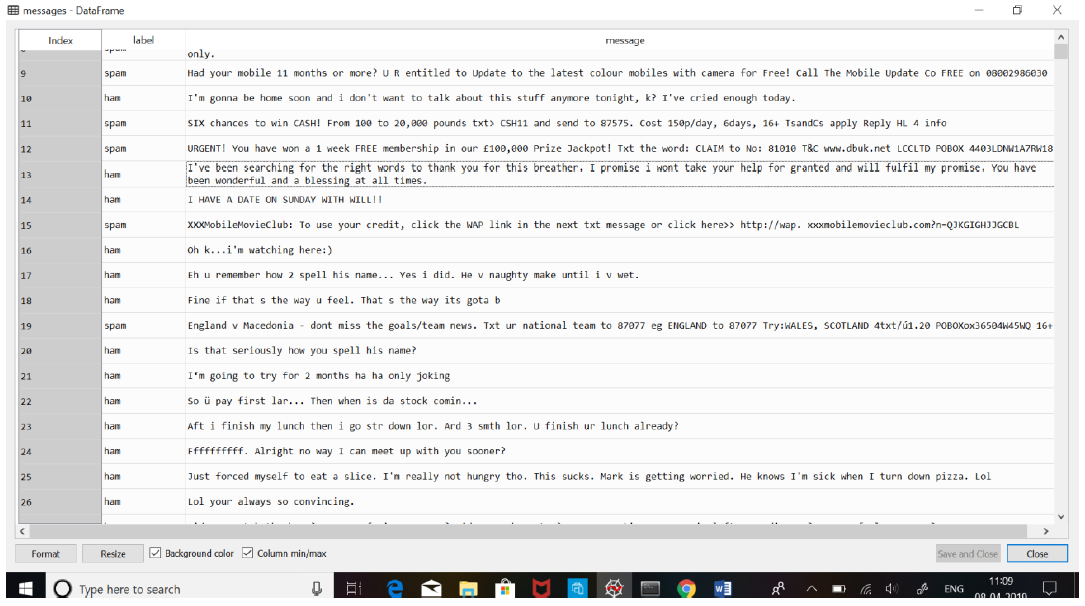 messages - DataFrame
Index label message
only.
9 spam Had your mobile 11 months or more? U R entitled to Update to the latest colour mobiles with camera for Free! Call The Mobile Update Co FREE on 08002986030
10 ham I'm gonna be home soon and i don't want to talk about this stuff anymore tonight, k? I've cried enough today.
11 spam SIX chances to win CASH! From 100 to 20,000 pounds txt> CSH11 and send to 87575. Cost 150p/day, 6days, 16+ TsandCs apply Reply HL 4 info
12 spam URGENT! You have won a 1 week FREE membership in our £100,000 Prize Jackpot! Txt the word: CLAIM to No: 81010 T&C www.dbuk.net LCCLTD POBOX 4403LDNW1A7RW18
13 ham I've been searching for the right words to thank you for this breather. I promise i wont take your help for granted and will fulfil my promise. You have
been wonderful and a blessing at all times.
14 ham I HAVE A DATE ON SUNDAY WITH WILL!!
15 spam XXXMobileMovieClub: To use your credit, click the WAP link in the next txt message or click here>> http://wap. xxxmobilemovieclub.com?n=QJKGIGHJJGCBL
16 ham Oh k...i'm watching here:)
17 ham Eh u remember how 2 spell his name... Yes i did. He v naughty make until i v wet.
18 ham Fine if that s the way u feel. That s the way its gota b
19 spam England v Macedonia - dont miss the goals/team news. Txt ur national team to 87077 eg ENGLAND to 87077 Try:WALES, SCOTLAND 4txt/ú1.20 POBOXox36504W45WQ 16+
20 ham Is that seriously how you spell his name?
21 ham I'm going to try for 2 months ha ha only joking
22 ham So ü pay first lar... Then when is da stock comin...
23 ham Aft i finish my lunch then i go str down lor. Ard 3 smth lor. U finish ur lunch already?
24 ham Ffffffffff. Alright no way I can meet up with you sooner?
25 ham Just forced myself to eat a slice. I'm really not hungry tho. This sucks. Mark is getting worried. He knows I'm sick when I turn down pizza. Lol
26 ham Lol your always so convincing.
Format Resize Background color Column min/max Save and Close Close
Type here to search ENG 11:09
08-04-2019